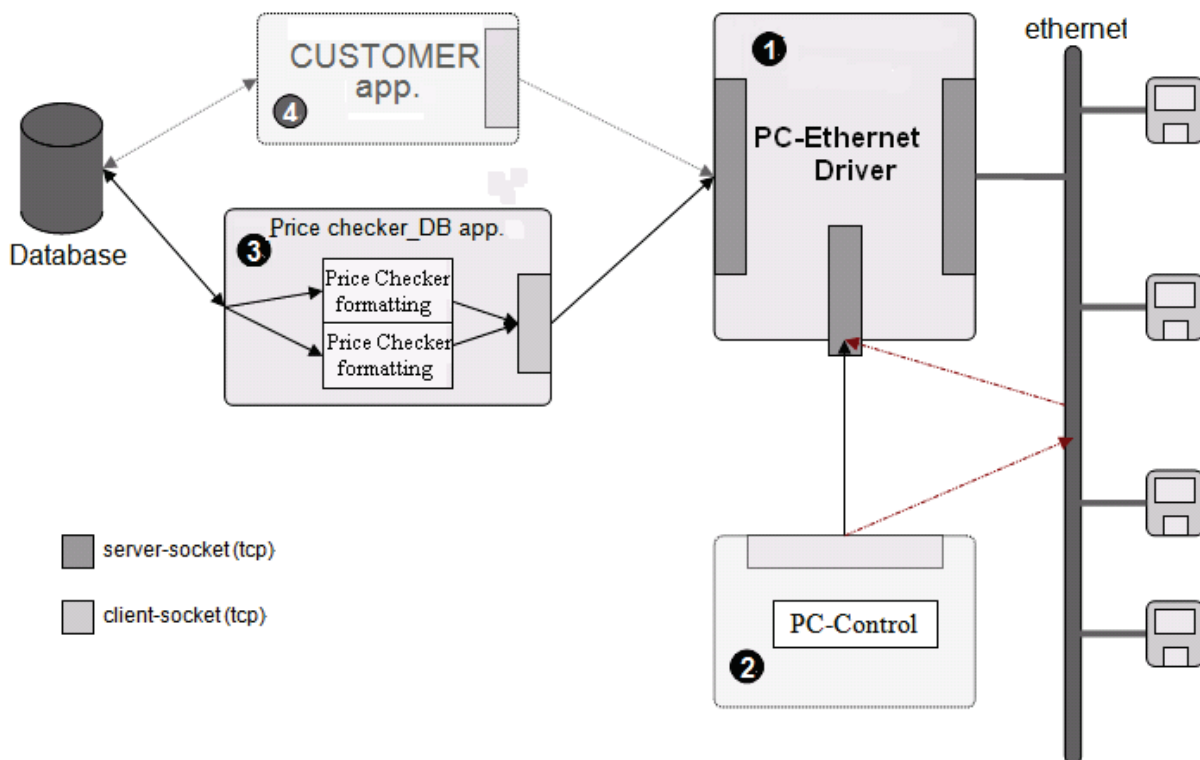 ethernet
CUSTOMER
app.
4
1
PC-Ethernet
Driver
Database
Price checker_DB app.
3
Price Checker
formatting
Price Checker
formatting
server-socket (tcp)
client-socket (tcp)
PC-Control
2